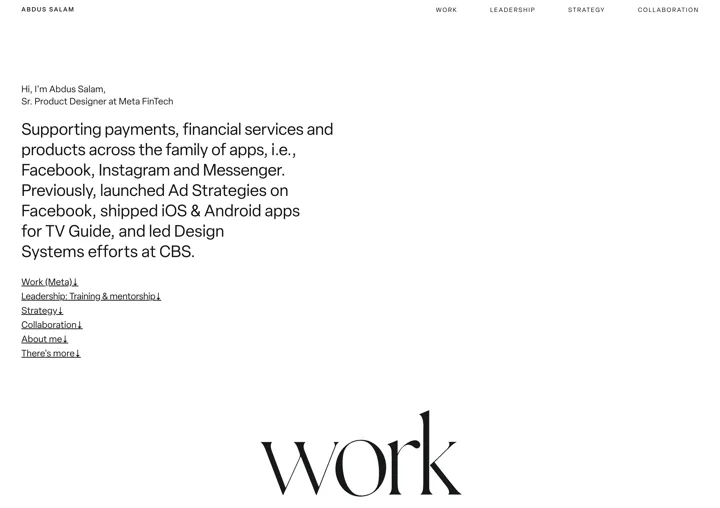 ABDUS SALAM
WORK
LEADERSHIP
STRATEGY
COLLABORATION
Hi, I'm Abdus Salam,
Sr. Product Designer at Meta FinTech
Supporting payments, financial services and
products across the family of apps, i.e.,
Facebook, Instagram and Messenger.
Previously, launched Ad Strategies on
Facebook, shipped iOS & Android apps
for TV Guide, and led Design
Systems efforts at CBS.
Work (Meta)↓
Leadership: Training & mentorship↓
Strategy↓
Collaboration↓
About me↓
There's more↓
work